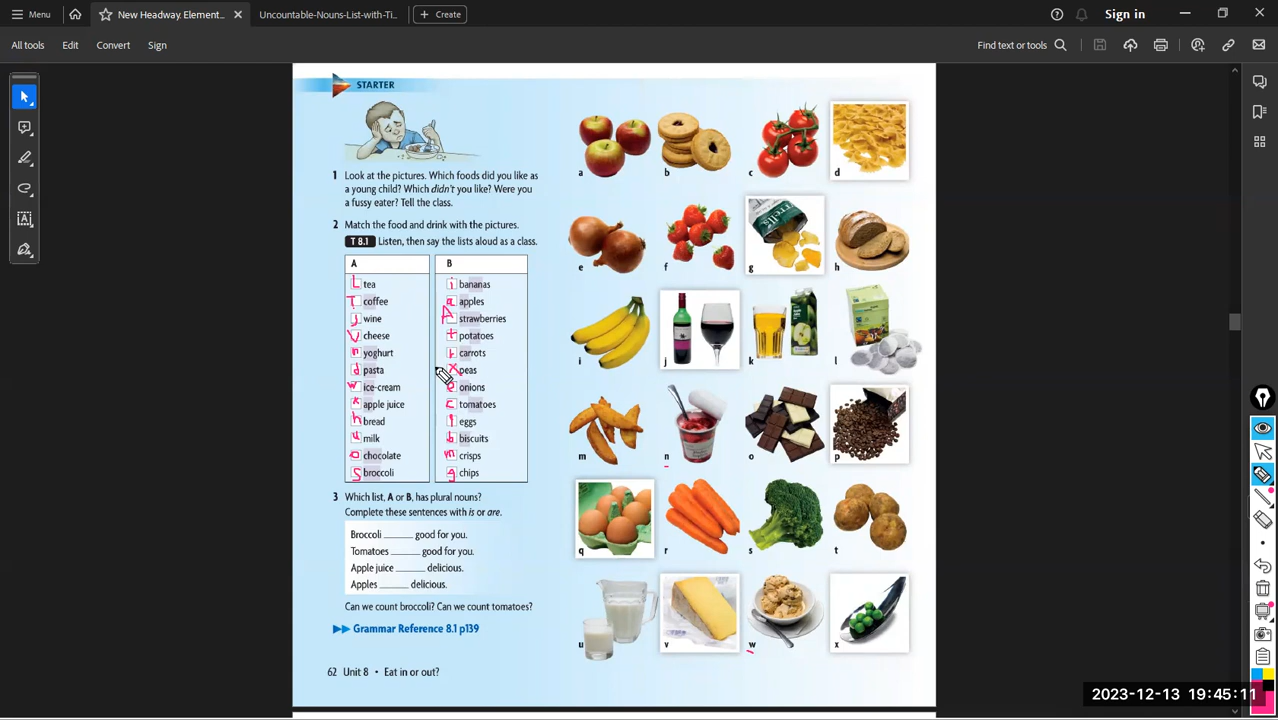 Menu
New Headway. Element...
Uncountable-Nouns-List-with-Ti...
Create
Sign in
All tools
Edit
Convert
Sign
Find text or tools
STARTER
1 Look at the pictures. Which foods did you like as
a young child? Which didn't you like? Were you
a fussy eater? Tell the class.
2 Match the food and drink with the pictures.
T 8.1 Listen, then say the lists aloud as a class.
A
L tea
T coffee
j wine
V cheese
n yoghurt
d pasta
w ice-cream
k apple juice
h bread
u milk
o chocolate
S broccoli
B
i bananas
a apples
strawberries
t potatoes
r carrots
X peas
e onions
c tomatoes
eggs
b biscuits
m crisps
g chips
3 Which list, A or B, has plural nouns?
Complete these sentences with is or are.
Broccoli ______ good for you.
Tomatoes ______ good for you.
Apple juice ______ delicious.
Apples ______ delicious.
Can we count broccoli? Can we count tomatoes?
Grammar Reference 8.1 p139
62 Unit 8 • Eat in or out?
a
b
c
d
e
f
g
h
i
j
k
l
m
n
o
p
q
r
s
t
u
v
w
x
2023-12-13 19:45:11